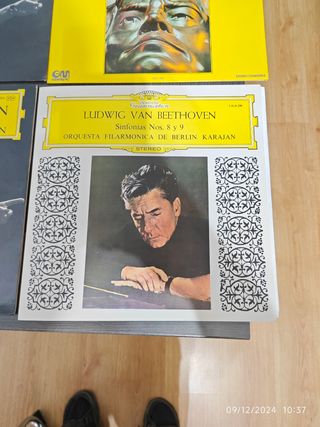 LUDWIG VAN BEETHOVEN
Sinfonías Nos. 8 y 9
ORQUESTA FILARMONICA DE BERLIN. KARAJAN
STEREO
09/12/2024 10:37